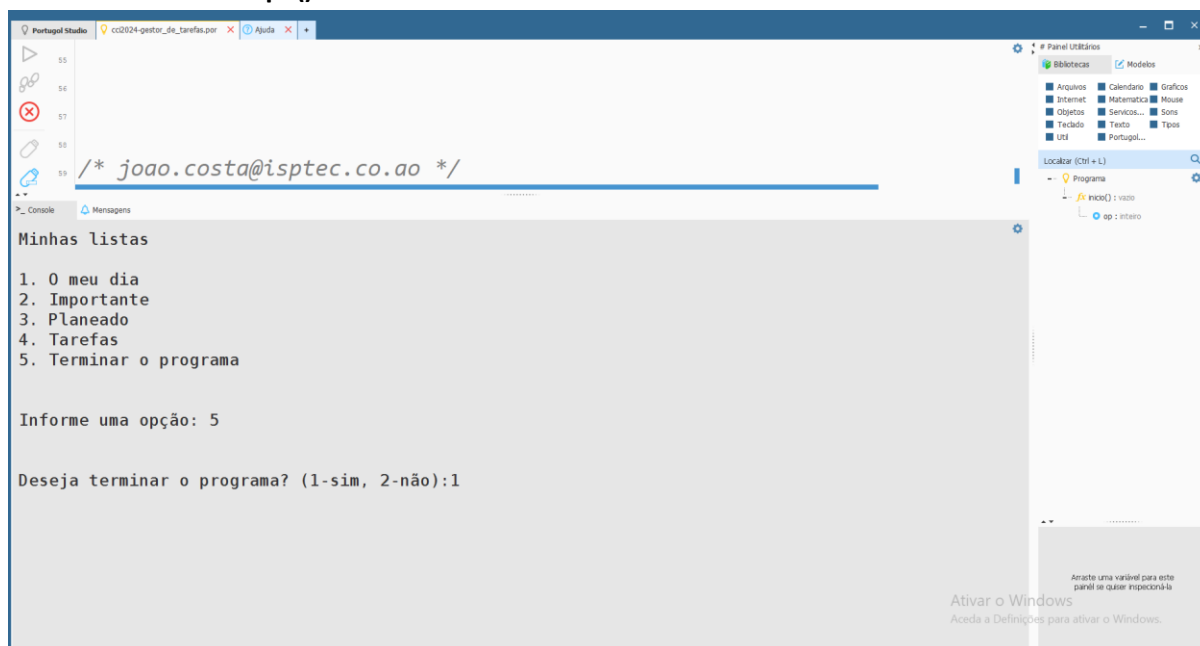 Portugol Studio
cci2024-gestor_de_tarefas.por
Ajuda
55
56
57
58
59
/* joao.costa@isptec.co.ao */
>_ Console
Mensagens
Minhas listas
1. O meu dia
2. Importante
3. Planeado
4. Tarefas
5. Terminar o programa
Informe uma opção: 5
Deseja terminar o programa? (1-sim, 2-não):1
# Painel Utilitários
Bibliotecas
Modelos
Arquivos Calendario Graficos
Internet Matematica Mouse
Objetos Servicos... Sons
Teclado Texto Tipos
Util Portugol...
Localizar (Ctrl + L)
Programa
fx inicio() : vazio
op : inteiro
Arraste uma variável para este
painél se quiser inspecioná-la
Ativar o Windows
Aceda a Definições para ativar o Windows.